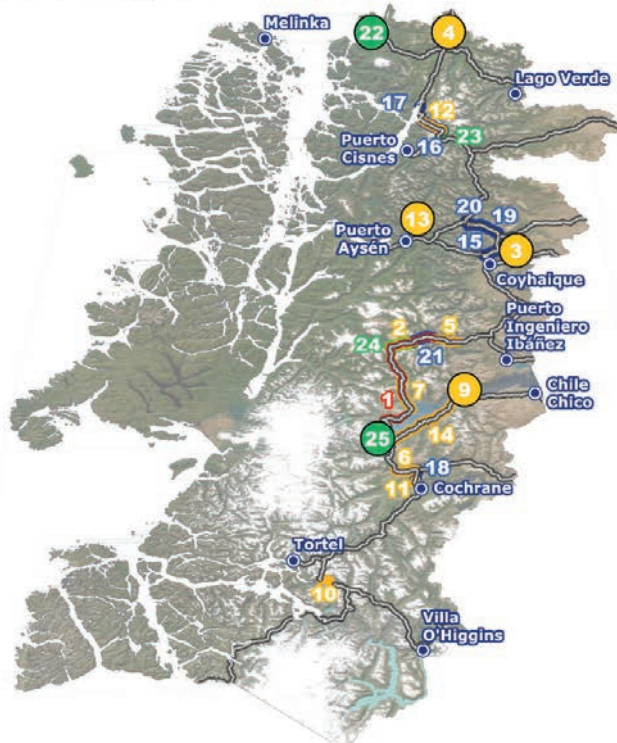 Melinka
22
4
Lago Verde
17
12
Puerto
Cisnes
16
23
13
20
19
Puerto
Aysén
15
3
Coyhaique
Puerto
Ingeniero
Ibáñez
24
2
5
21
1
7
9
Chile
Chico
25
14
6
18
11
Cochrane
Tortel
10
Villa
O'Higgins